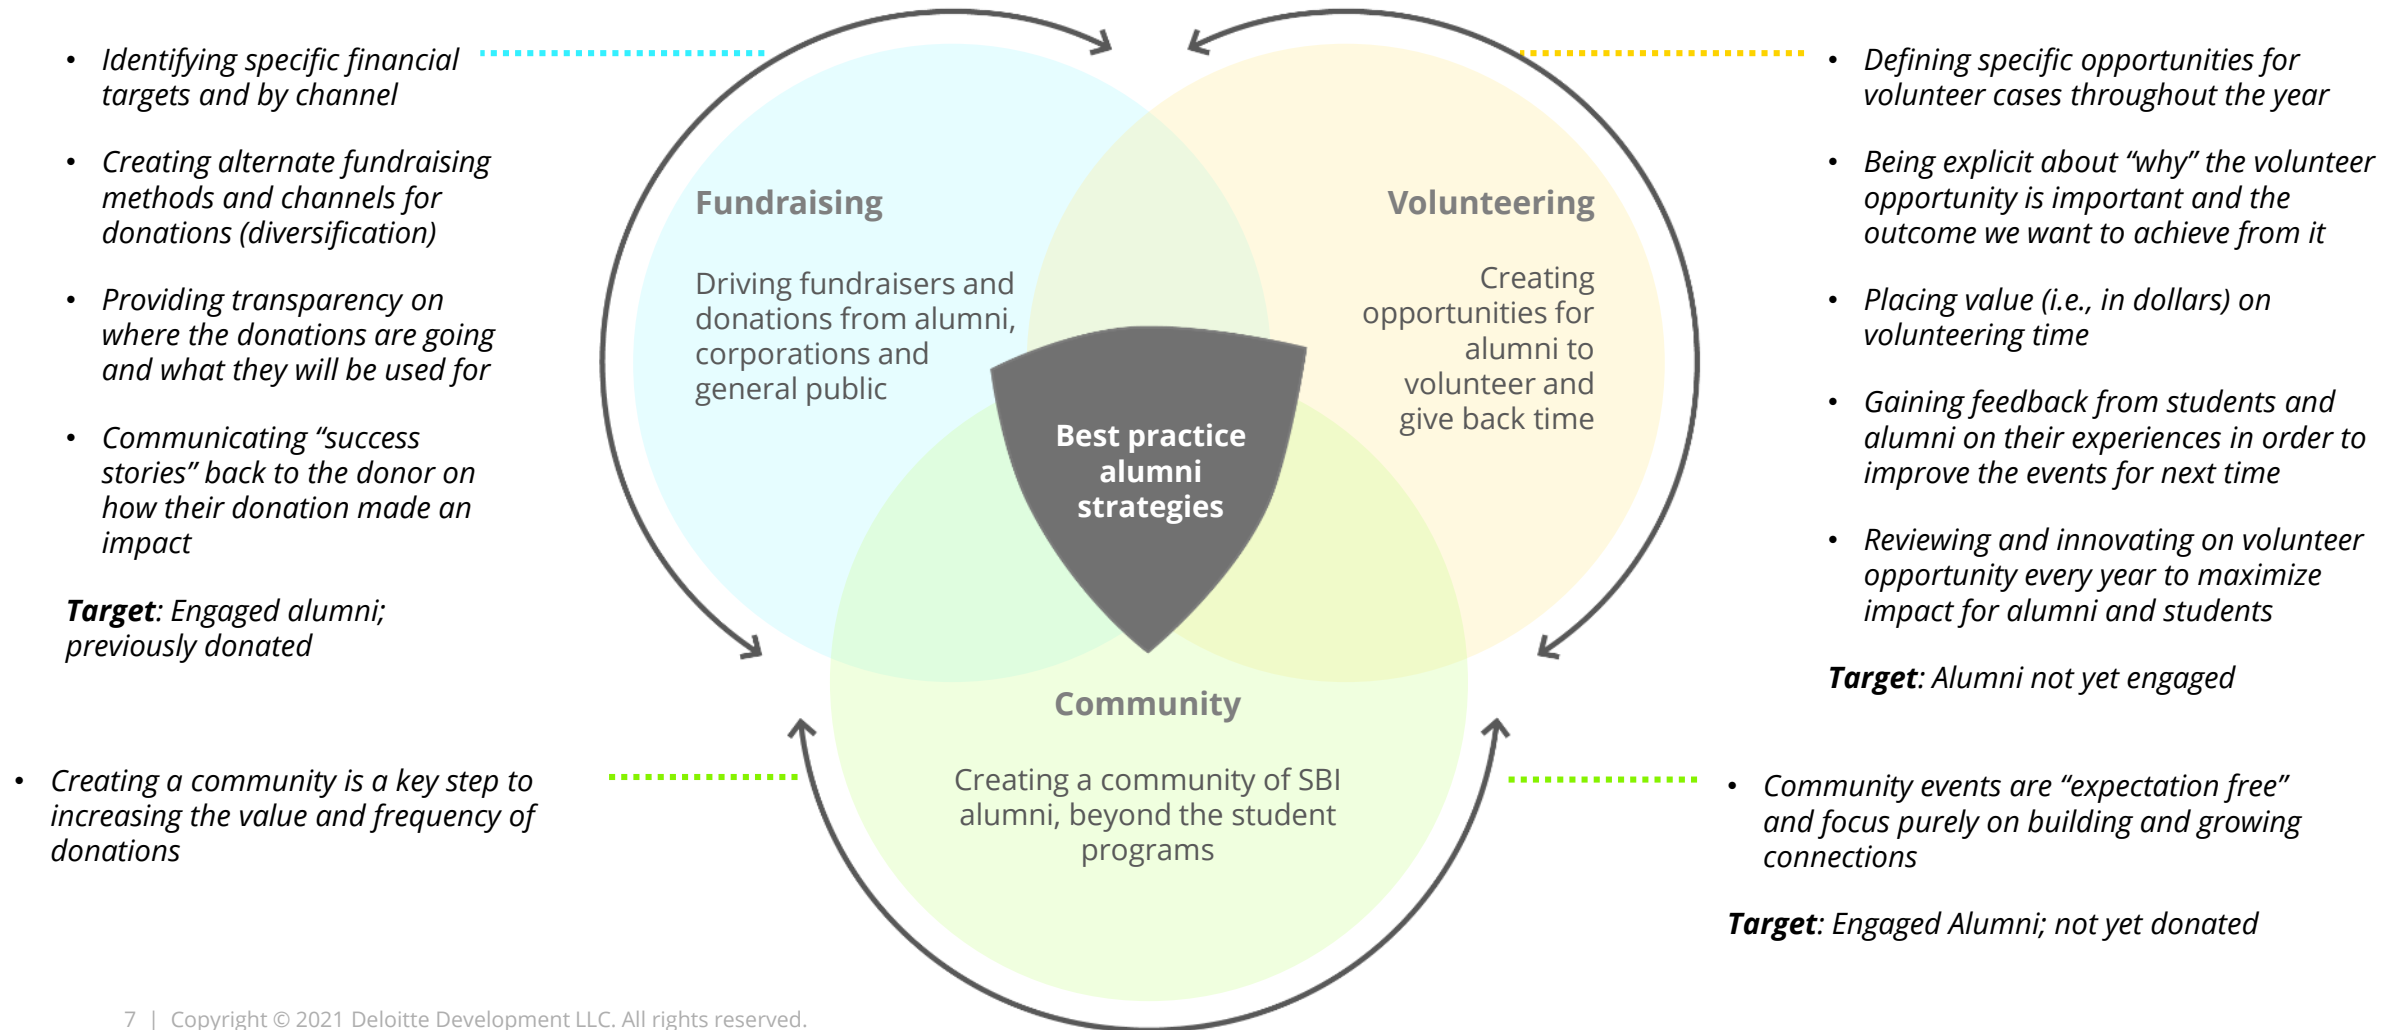 • Identifying specific financial
targets and by channel
• Creating alternate fundraising
methods and channels for
donations (diversification)
• Providing transparency on
where the donations are going
and what they will be used for
• Communicating “success
stories” back to the donor on
how their donation made an
impact
Target: Engaged alumni;
previously donated
Fundraising
Driving fundraisers and
donations from alumni,
corporations and
general public
Volunteering
Creating
opportunities for
alumni to
volunteer and
give back time
Best practice
alumni
strategies
• Defining specific opportunities for
volunteer cases throughout the year
• Being explicit about “why” the volunteer
opportunity is important and the
outcome we want to achieve from it
• Placing value (i.e., in dollars) on
volunteering time
• Gaining feedback from students and
alumni on their experiences in order to
improve the events for next time
• Reviewing and innovating on volunteer
opportunity every year to maximize
impact for alumni and students
Target: Alumni not yet engaged
• Creating a community is a key step to
increasing the value and frequency of
donations
Community
Creating a community of SBI
alumni, beyond the student
programs
• Community events are “expectation free”
and focus purely on building and growing
connections
Target: Engaged Alumni; not yet donated
7 | Copyright © 2021 Deloitte Development LLC. All rights reserved.